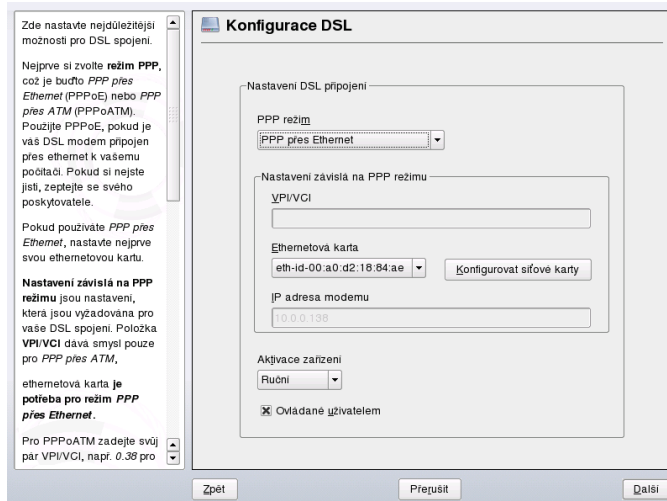 Zde nastavte nejdůležitější
možnosti pro DSL spojení.
Nejprve si zvolte režim PPP,
což je buďto PPP přes
Ethernet (PPPoE) nebo PPP
přes ATM (PPPoATM).
Použijte PPPoE, pokud je
váš DSL modem připojen
přes ethernet k vašemu
počítači. Pokud si nejste
jisti, zeptejte se svého
poskytovatele.
Pokud používáte PPP přes
Ethernet, nastavte nejprve
svou ethernetovou kartu.
Nastavení závislá na PPP
režimu jsou nastavení,
která jsou vyžadována pro
vaše DSL spojení. Položka
VPI/VCI dává smysl pouze
pro PPP přes ATM,
ethernetová karta je
potřeba pro režim PPP
přes Ethernet.
Pro PPPoATM zadejte svůj
pár VPI/VCI, např. 0.38 pro
Konfigurace DSL
Nastavení DSL připojení
PPP režim
PPP přes Ethernet
Nastavení závislá na PPP režimu
VPI/VCI
Ethernetová karta
eth-id-00:a0:d2:18:84:ae
Konfigurovat síťové karty
IP adresa modemu
10.0.0.138
Aktivace zařízení
Ruční
Ovládané uživatelem
Zpět
Přerušit
Další